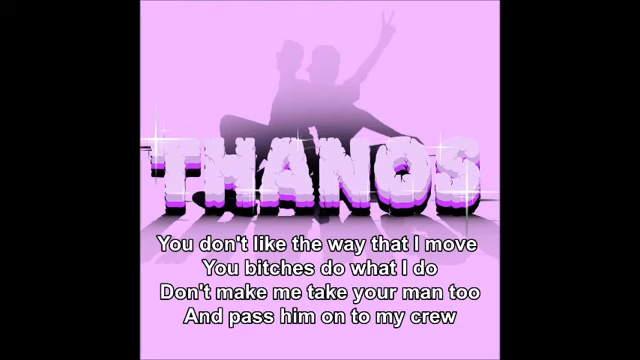 THANOS
You don't like the way that I move
You bitches do what I do
Don't make me take your man too
And pass him on to my crew